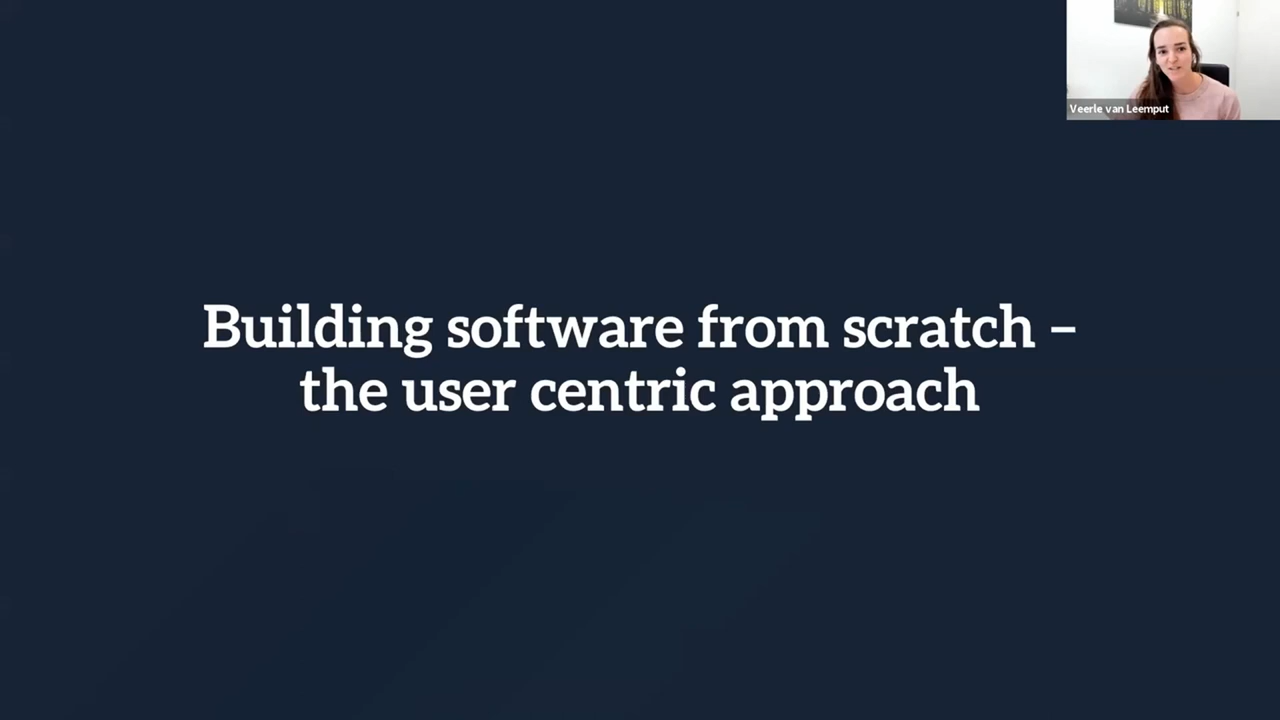 Veerle van Leemput
Building software from scratch –
the user centric approach